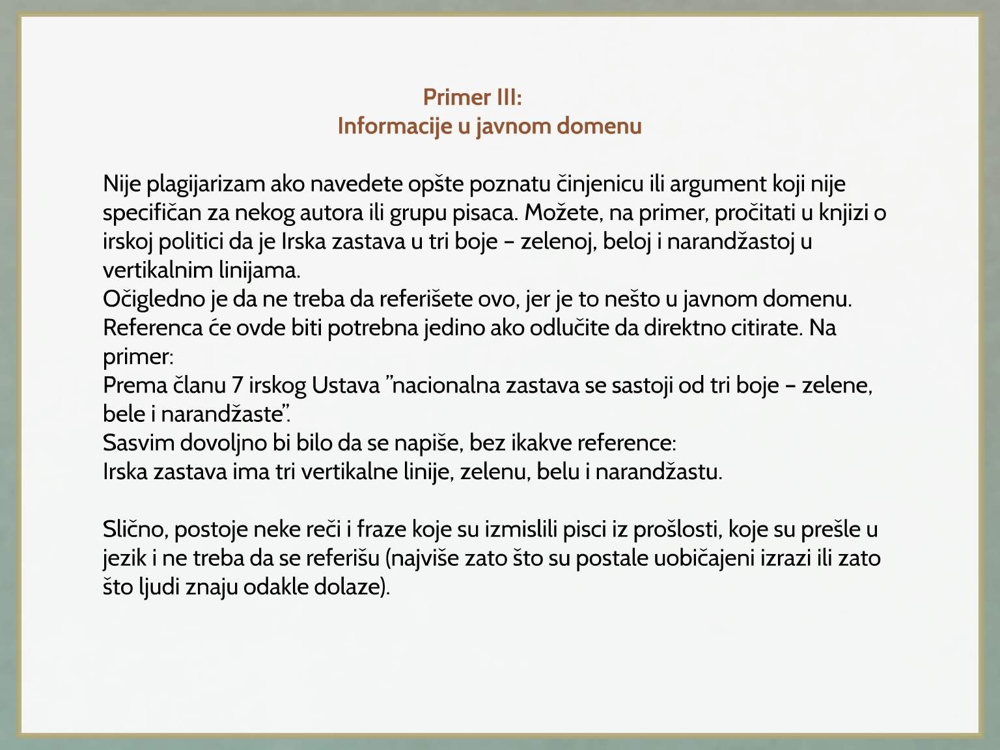 Primer III:
Informacije u javnom domenu
Nije plagijarizam ako navedete opšte poznatu činjenicu ili argument koji nije
specifičan za nekog autora ili grupu pisaca. Možete, na primer, pročitati u knjizi o
irskoj politici da je Irska zastava u tri boje – zelenoj, beloj i narandžastoj u
vertikalnim linijama.
Očigledno je da ne treba da referišete ovo, jer je to nešto u javnom domenu.
Referenca će ovde biti potrebna jedino ako odlučite da direktno citirate. Na
primer:
Prema članu 7 irskog Ustava ”nacionalna zastava se sastoji od tri boje – zelene,
bele i narandžaste”.
Sasvim dovoljno bi bilo da se napiše, bez ikakve reference:
Irska zastava ima tri vertikalne linije, zelenu, belu i narandžastu.
Slično, postoje neke reči i fraze koje su izmislili pisci iz prošlosti, koje su prešle u
jezik i ne treba da se referišu (najviše zato što su postale uobičajeni izrazi ili zato
što ljudi znaju odakle dolaze).